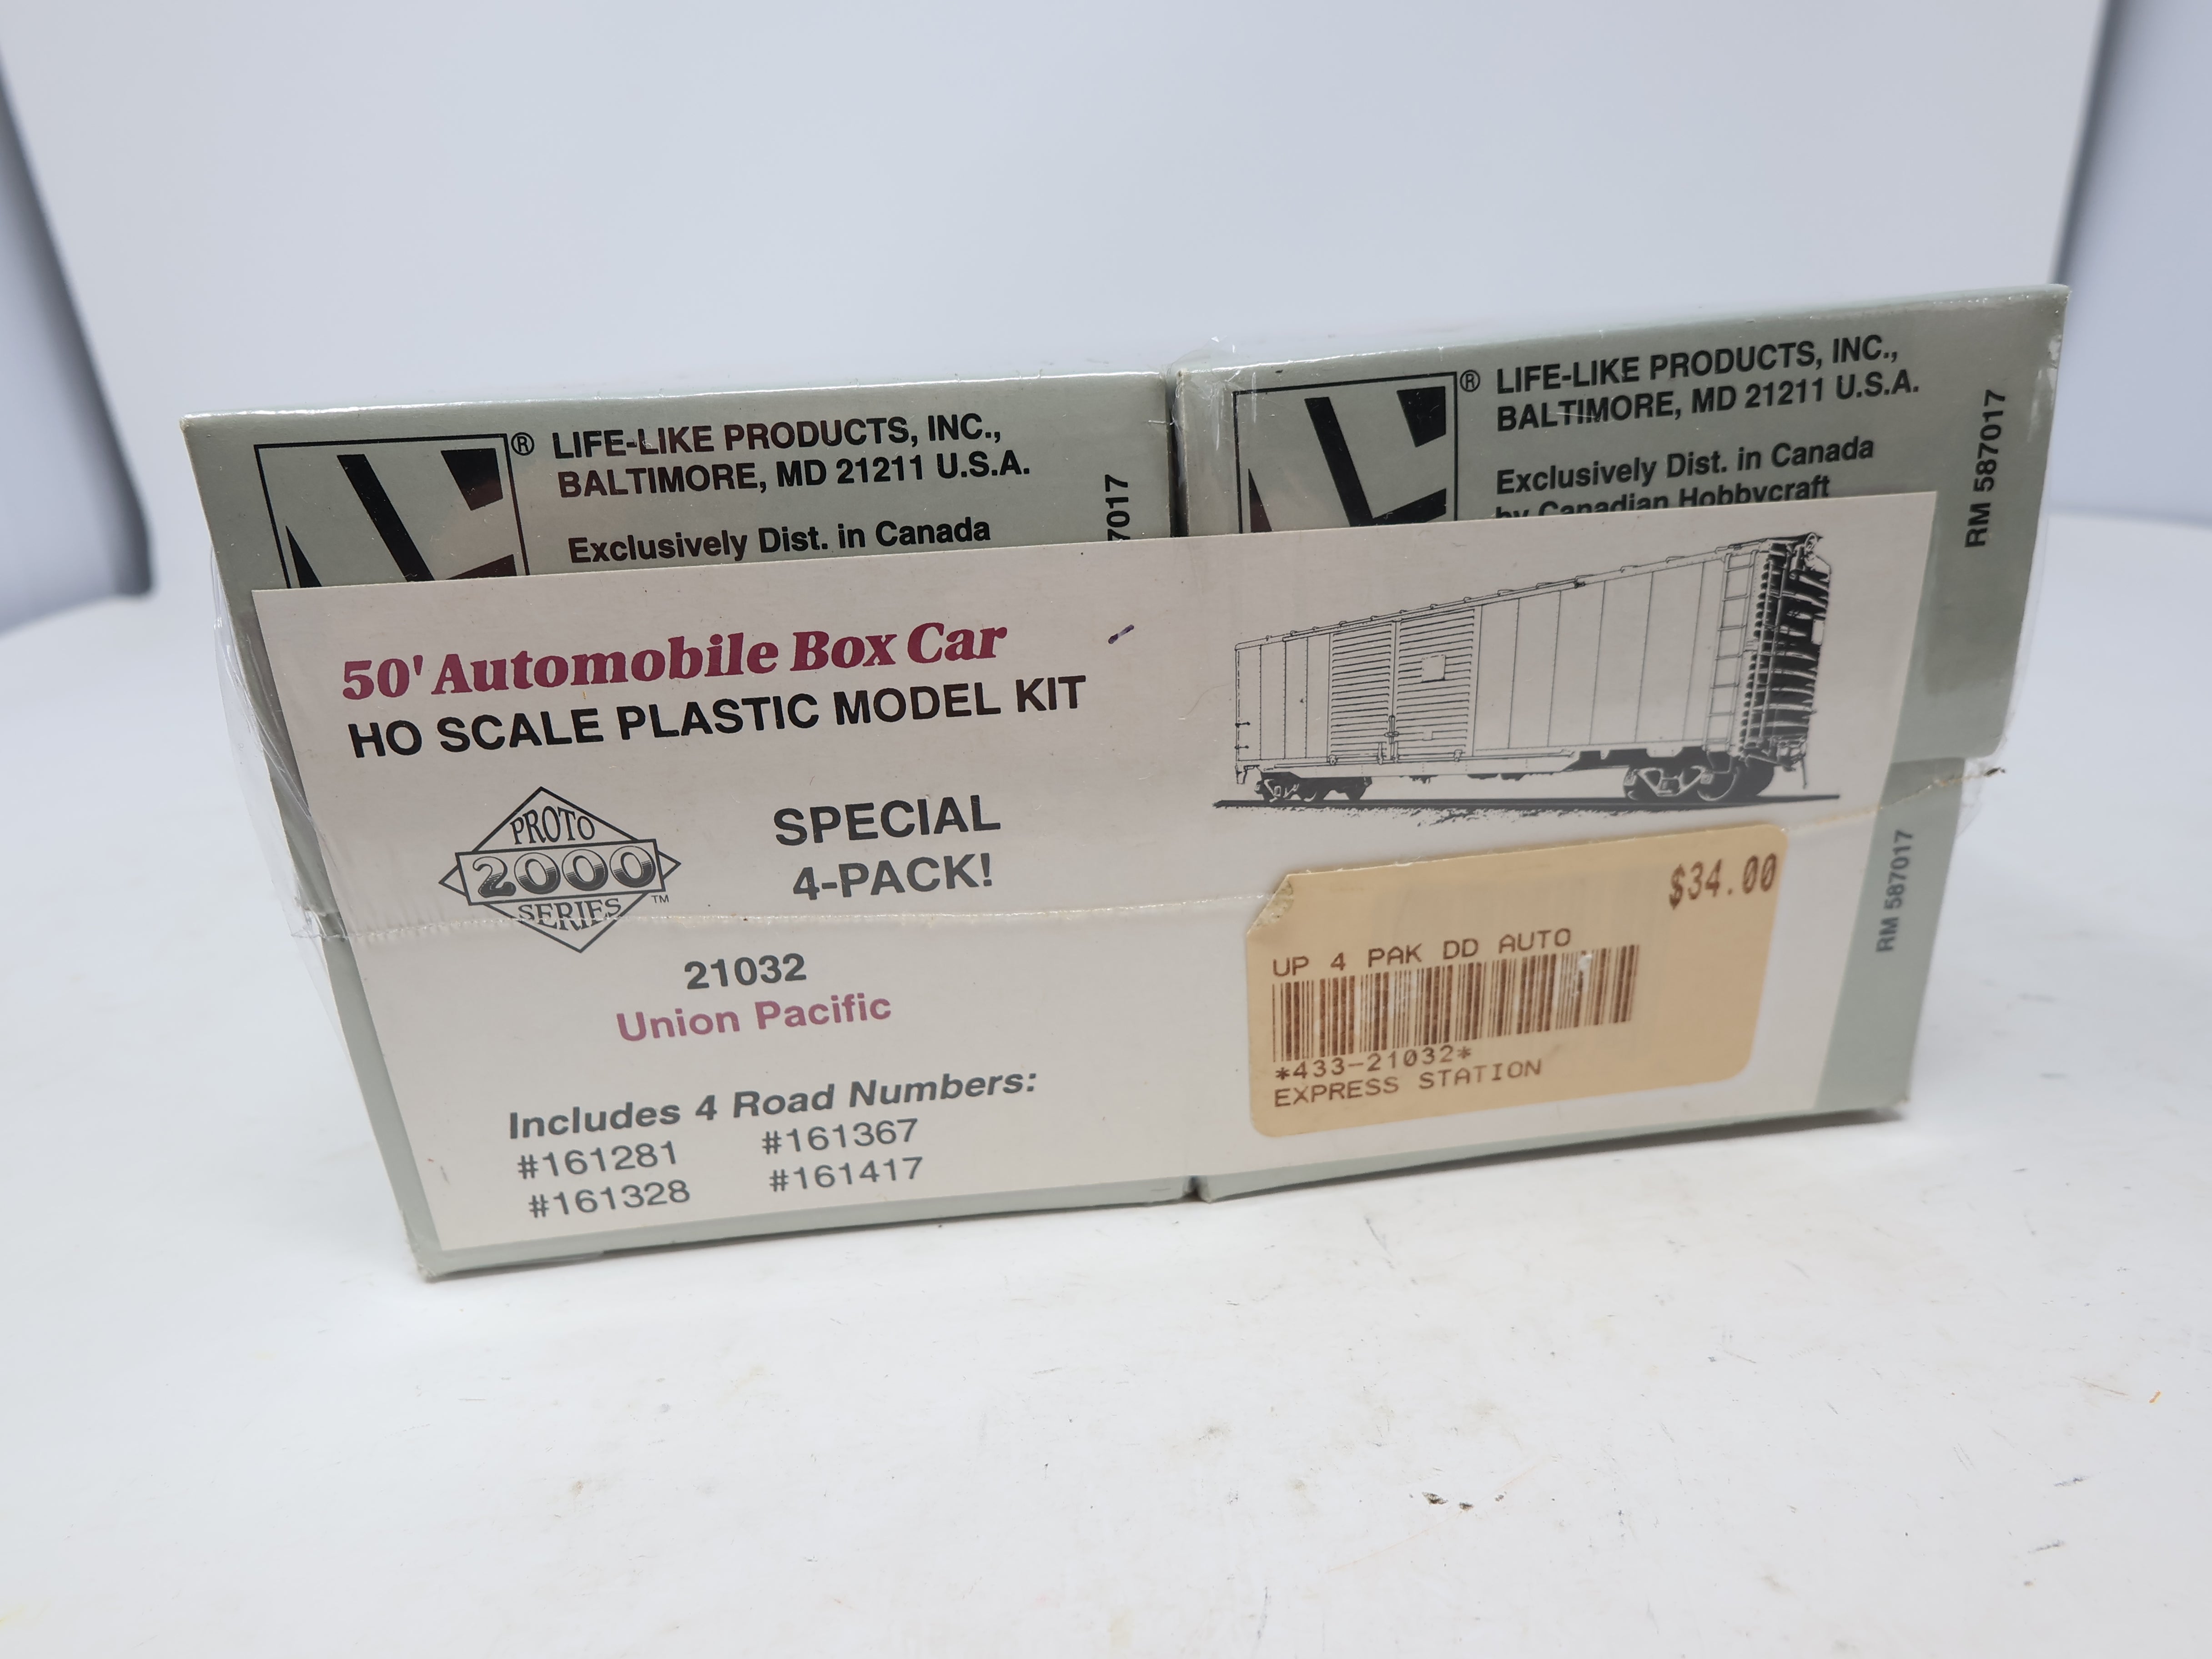 ® LIFE-LIKE PRODUCTS, INC.,
BALTIMORE, MD 21211 U.S.A.
Exclusively Dist. in Canada
7017
® LIFE-LIKE PRODUCTS, INC.,
BALTIMORE, MD 21211 U.S.A.
Exclusively Dist. in Canada
by Canadian Hobbycraft
RM 587017
50' Automobile Box Car
HO SCALE PLASTIC MODEL KIT
PROTO
2000
SERIES ™
SPECIAL
4-PACK!
21032
Union Pacific
Includes 4 Road Numbers:
#161281 #161367
#161328 #161417
$34.00
UP 4 PAK DD AUTO
*433-21032*
EXPRESS STATION
RM 587017